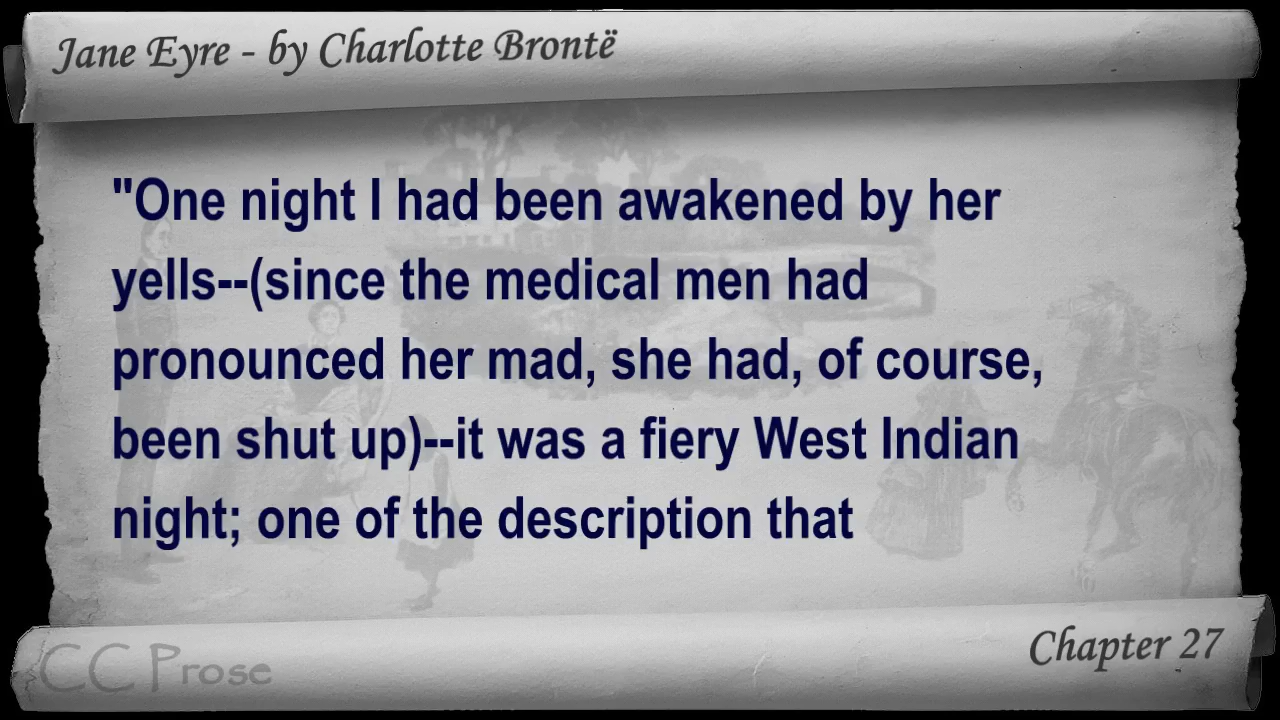 Jane Eyre - by Charlotte Brontë
"One night I had been awakened by her
yells--(since the medical men had
pronounced her mad, she had, of course,
been shut up)--it was a fiery West Indian
night; one of the description that
Chapter 27
CC Prose